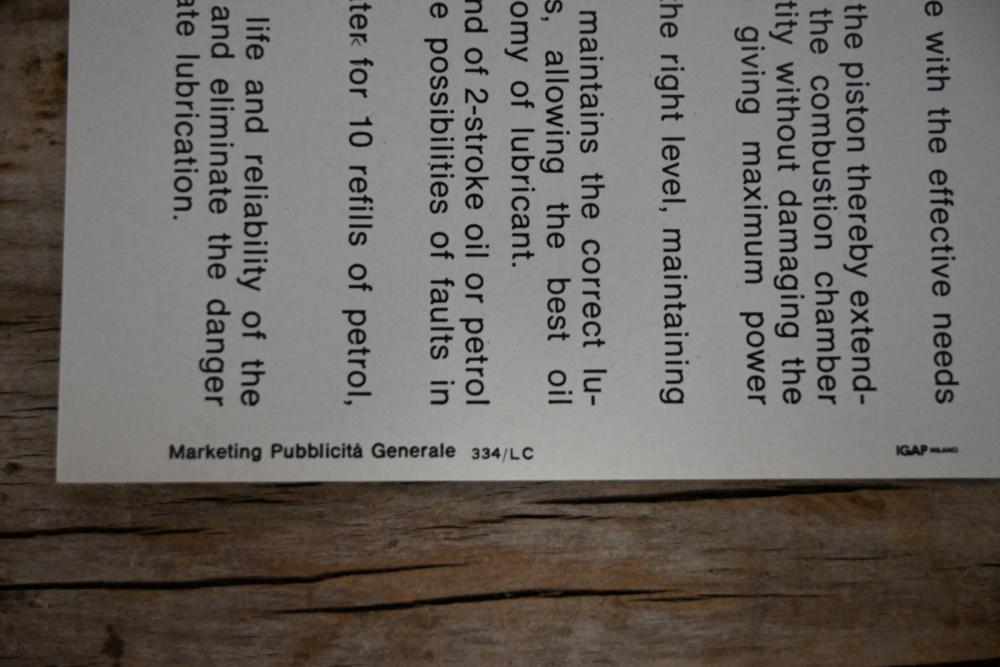 e with the effective needs
the piston thereby extend-
the combustion chamber
tity without damaging the
giving maximum power
he right level, maintaining
maintains the correct lu-
s, allowing the best oil
omy of lubricant.
nd of 2-stroke oil or petrol
e possibilities of faults in
ter for 10 refills of petrol,
life and reliability of the
and eliminate the danger
ate lubrication.
Marketing Pubblicità Generale 334/LC
IGAP MILANO